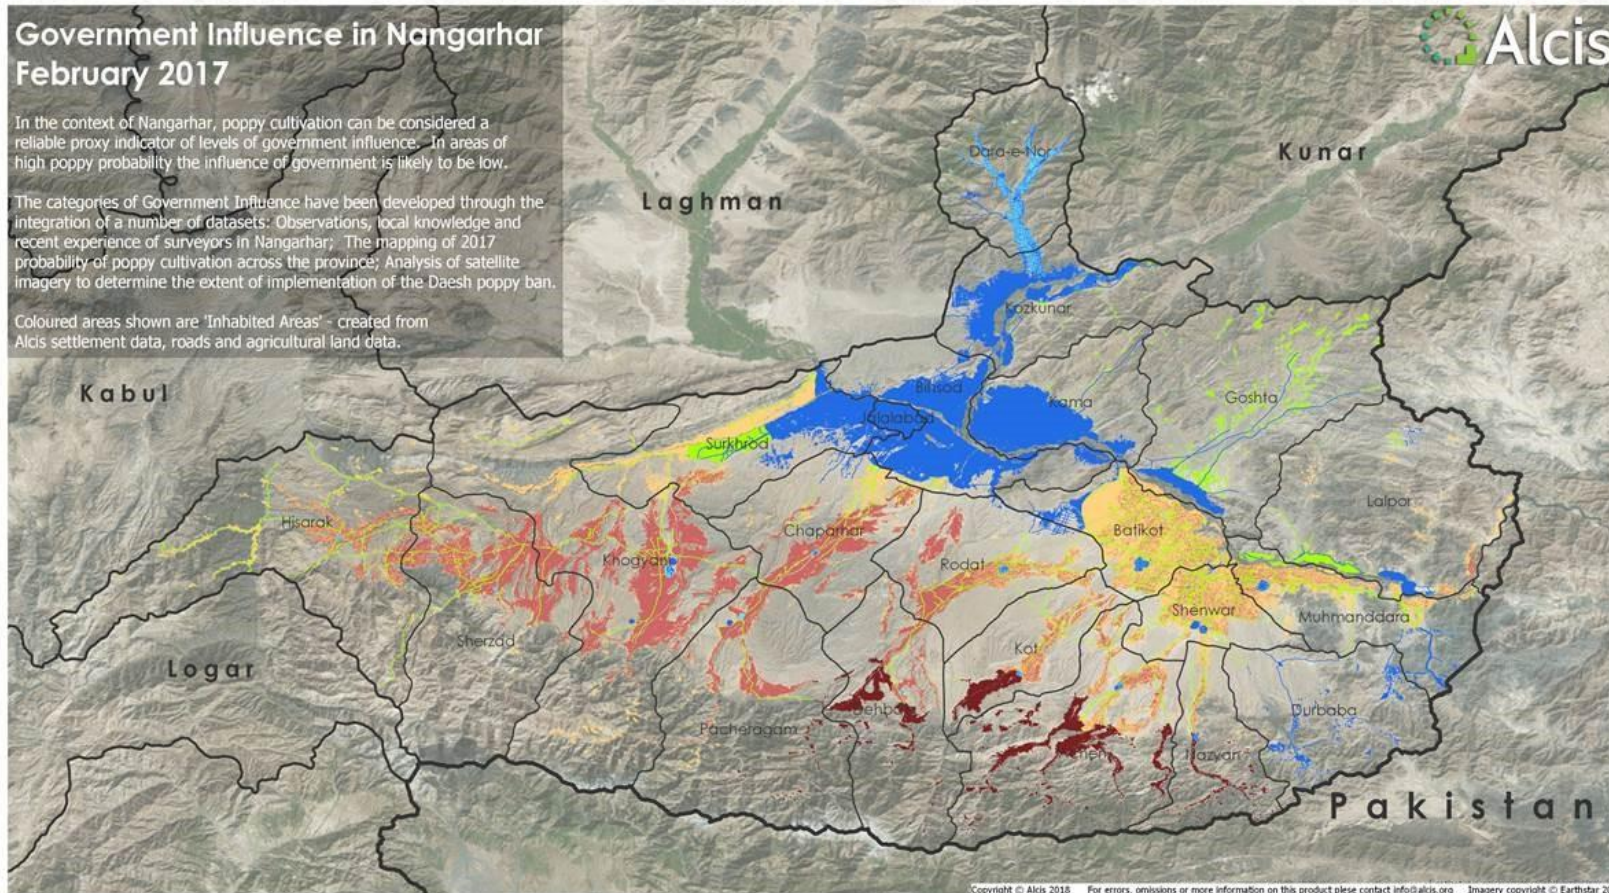 Government Influence in Nangarhar
February 2017
In the context of Nangarhar, poppy cultivation can be considered a
reliable proxy indicator of levels of government influence. In areas of
high poppy probability the influence of government is likely to be low.
The categories of Government Influence have been developed through the
integration of a number of datasets: Observations, local knowledge and
recent experience of surveyors in Nangarhar; The mapping of 2017
probability of poppy cultivation across the province; Analysis of satellite
imagery to determine the extent of implementation of the Daesh poppy ban.
Coloured areas shown are 'Inhabited Areas' - created from
Alcis settlement data, roads and agricultural land data.
Alcis
Dara-e-Nor
Kunar
Laghman
Kozkunar
Kabul
Bihsod
Kama
Goshta
Jalalabad
Surkhrod
Lalpor
Hisarak
Chaparhar
Batikot
Khogyani
Rodat
Shenwar
Muhmanddara
Sherzad
Kot
Logar
Durbaba
Pacheragam
Nazyan
Pakistan
Copyright © Alcis 2018 For errors, omissions or more information on this product plese contact info@alcis.org Imagery copyright © Earthstar